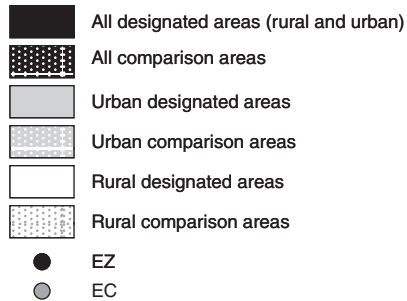 All designated areas (rural and urban)
All comparison areas
Urban designated areas
Urban comparison areas
Rural designated areas
Rural comparison areas
EZ
EC